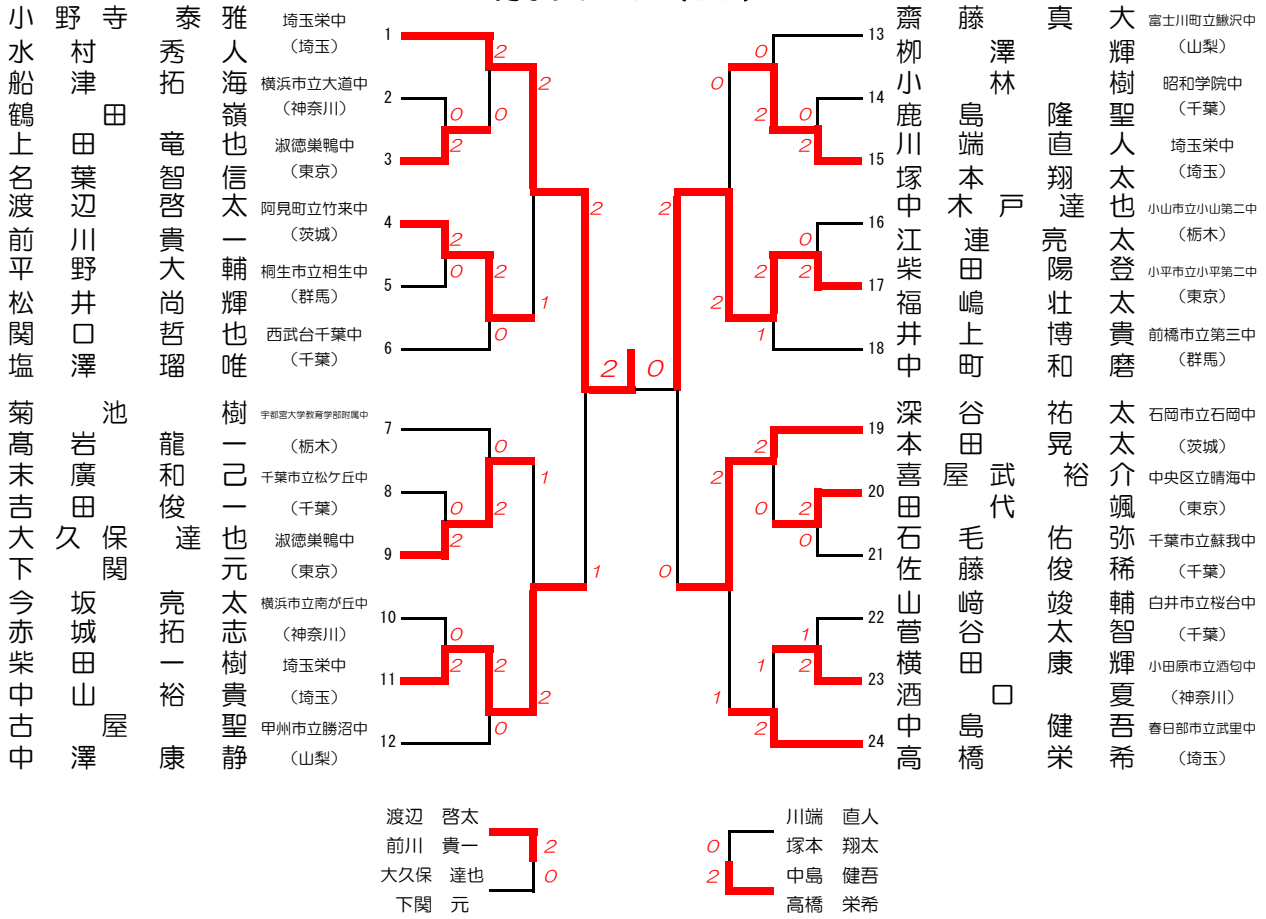 小野寺 泰雅 埼玉栄中
水村秀人 (埼玉)
1
船津拓海 横浜市立大道中
鶴田嶺 (神奈川)
2
上田竜也 淑徳巣鴨中
名葉智信 (東京)
3
渡辺啓太 阿見町立竹来中
前川貴一 (茨城)
4
平野大輔 桐生市立相生中
松井尚輝 (群馬)
5
関口哲也 西武台千葉中
塩澤瑠唯 (千葉)
6
菊池樹 宇都宮大学教育学部附属中
髙岩龍一 (栃木)
7
末廣和己 千葉市立松ケ丘中
吉田俊一 (千葉)
8
大久保達也 淑徳巣鴨中
下関元 (東京)
9
今坂亮太 横浜市立南が丘中
赤城拓志 (神奈川)
10
柴田一樹 埼玉栄中
中山裕貴 (埼玉)
11
古屋聖 甲州市立勝沼中
中澤康静 (山梨)
12
2
0
0
2
2
2
0
2
0
1
2
0
0
2
2
1
0
2
2
0
1
2
2 0
齋藤真大 富士川町立鰍沢中
栁澤輝 (山梨)
13
小林樹 昭和学院中
鹿島隆聖 (千葉)
14
川端直人 埼玉栄中
塚本翔太 (埼玉)
15
中木戸達也 小山市立小山第二中
江連亮太 (栃木)
16
柴田陽登 小平市立小平第二中
福嶋壮太 (東京)
17
井上博貴 前橋市立第三中
中町和磨 (群馬)
18
深谷祐太 石岡市立石岡中
本田晃太 (茨城)
19
喜屋武裕介 中央区立晴海中
田代颯 (東京)
20
石毛佑弥 千葉市立蘇我中
佐藤俊稀 (千葉)
21
山﨑竣輔 白井市立桜台中
菅谷太智 (千葉)
22
横田康輝 小田原市立酒匂中
酒口夏 (神奈川)
23
中島健吾 春日部市立武里中
高橋栄希 (埼玉)
24
0
0
2
0
2
2
0
2
2
2
1
2
2
0
2
0
0
1
1
2
1
2
渡辺 啓太
前川 貴一 2
大久保 達也 0
下関 元
川端 直人
0 塚本 翔太
2 中島 健吾
高橋 栄希